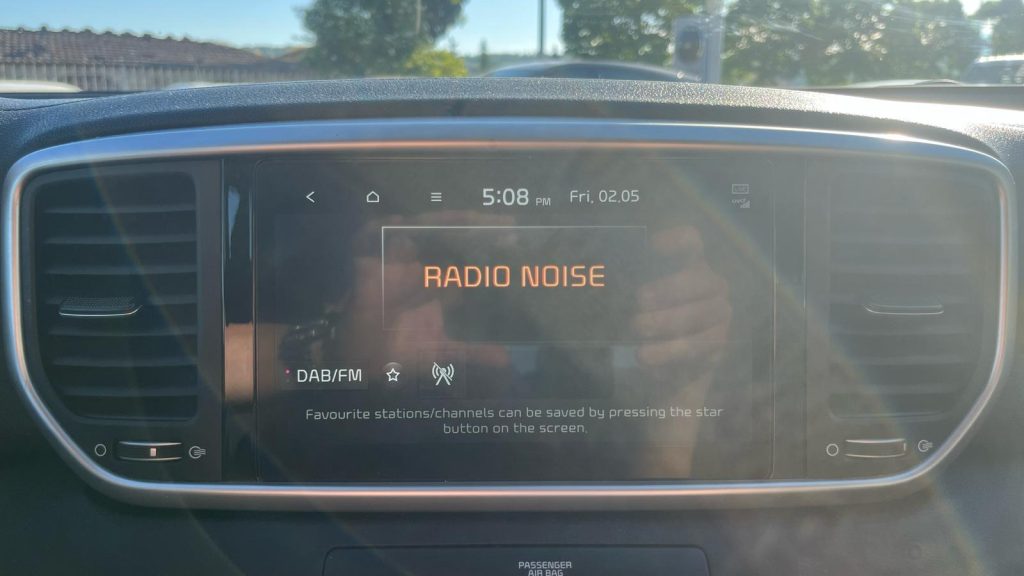 5:08 PM Fri, 02.05
RADIO NOISE
DAB/FM
Favourite stations/channels can be saved by pressing the star
button on the screen.
PASSENGER
AIR BAG